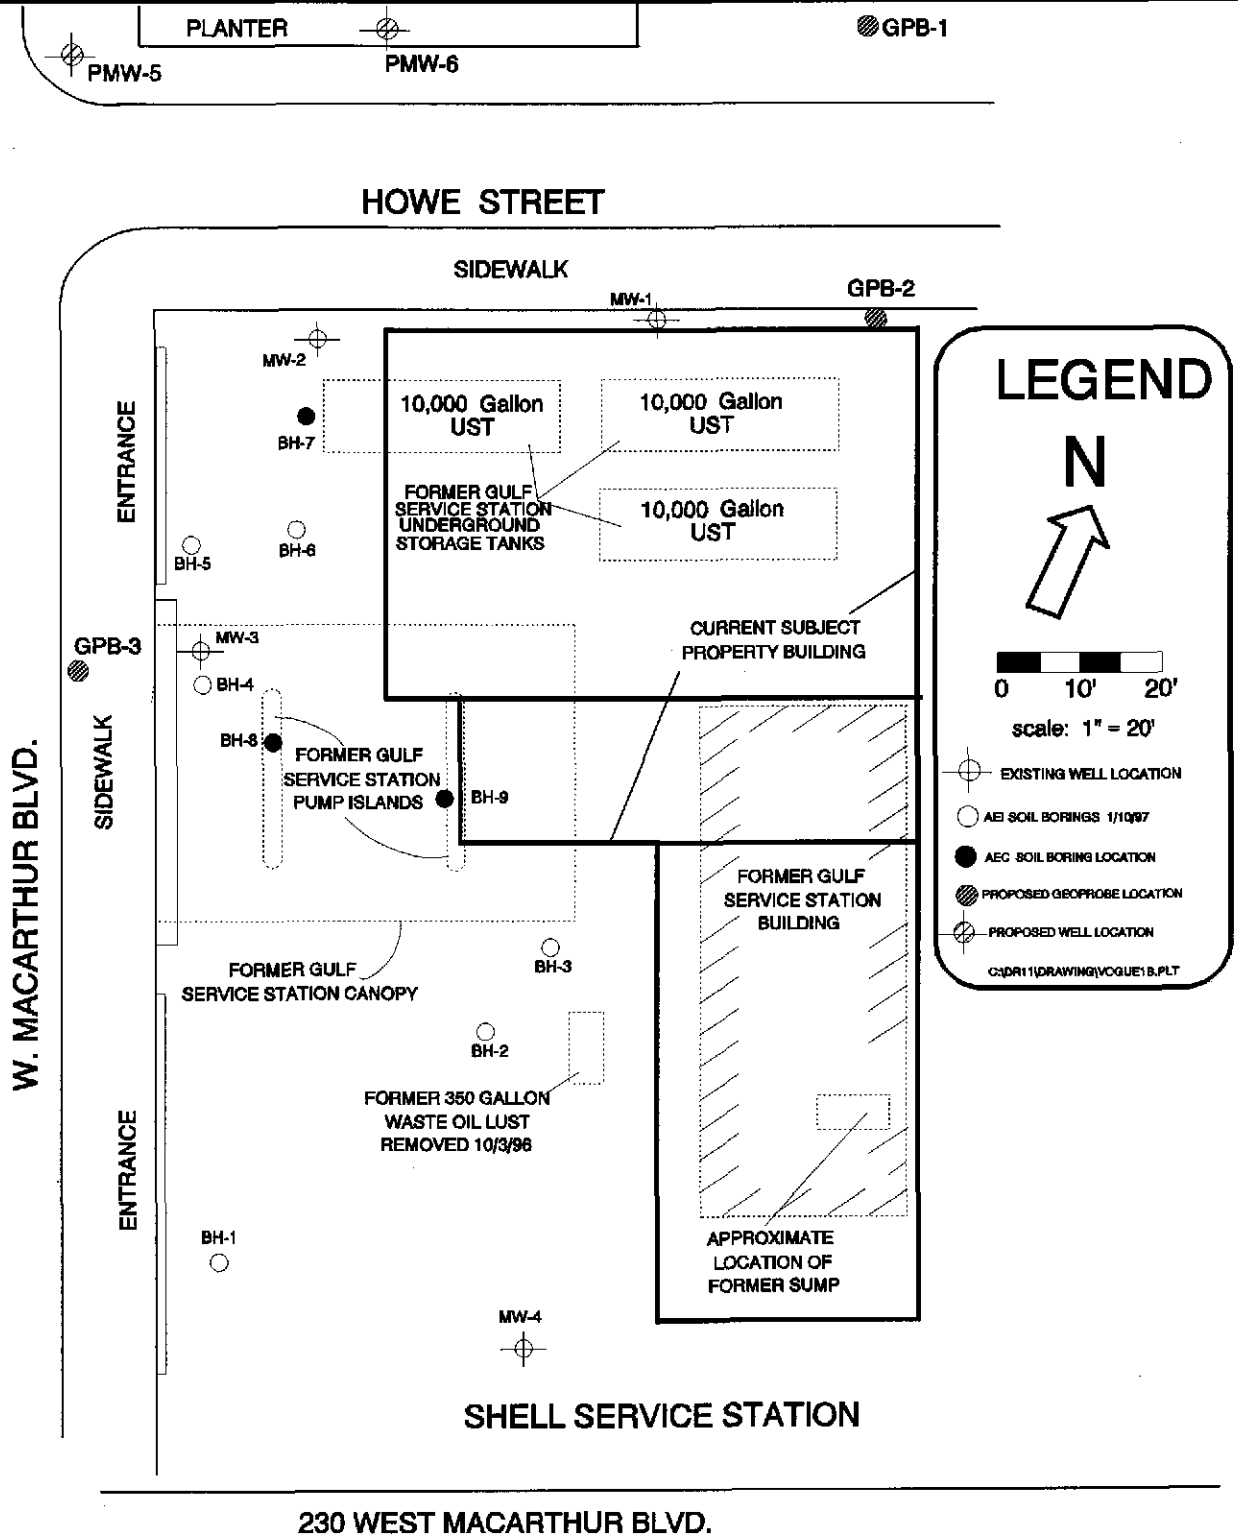 PLANTER
GPB-1
PMW-5
PMW-6
HOWE STREET
SIDEWALK
GPB-2
MW-1
MW-2
10,000 Gallon
UST
10,000 Gallon
UST
BH-7
ENTRANCE
FORMER GULF
SERVICE STATION
UNDERGROUND
STORAGE TANKS
10,000 Gallon
UST
BH-6
BH-5
GPB-3
MW-3
CURRENT SUBJECT
PROPERTY BUILDING
BH-4
SIDEWALK
W. MACARTHUR BLVD.
BH-8
FORMER GULF
SERVICE STATION
PUMP ISLANDS
BH-9
FORMER GULF
SERVICE STATION
BUILDING
FORMER GULF
SERVICE STATION CANOPY
BH-3
BH-2
FORMER 350 GALLON
WASTE OIL LUST
REMOVED 10/3/96
ENTRANCE
BH-1
APPROXIMATE
LOCATION OF
FORMER SUMP
MW-4
SHELL SERVICE STATION
230 WEST MACARTHUR BLVD.
LEGEND
N
0 10' 20'
scale: 1" = 20'
EXISTING WELL LOCATION
AEI SOIL BORINGS 1/10/97
AEC SOIL BORING LOCATION
PROPOSED GEOPROBE LOCATION
PROPOSED WELL LOCATION
C:\DR11\DRAWING\VOGUE1B.PLT